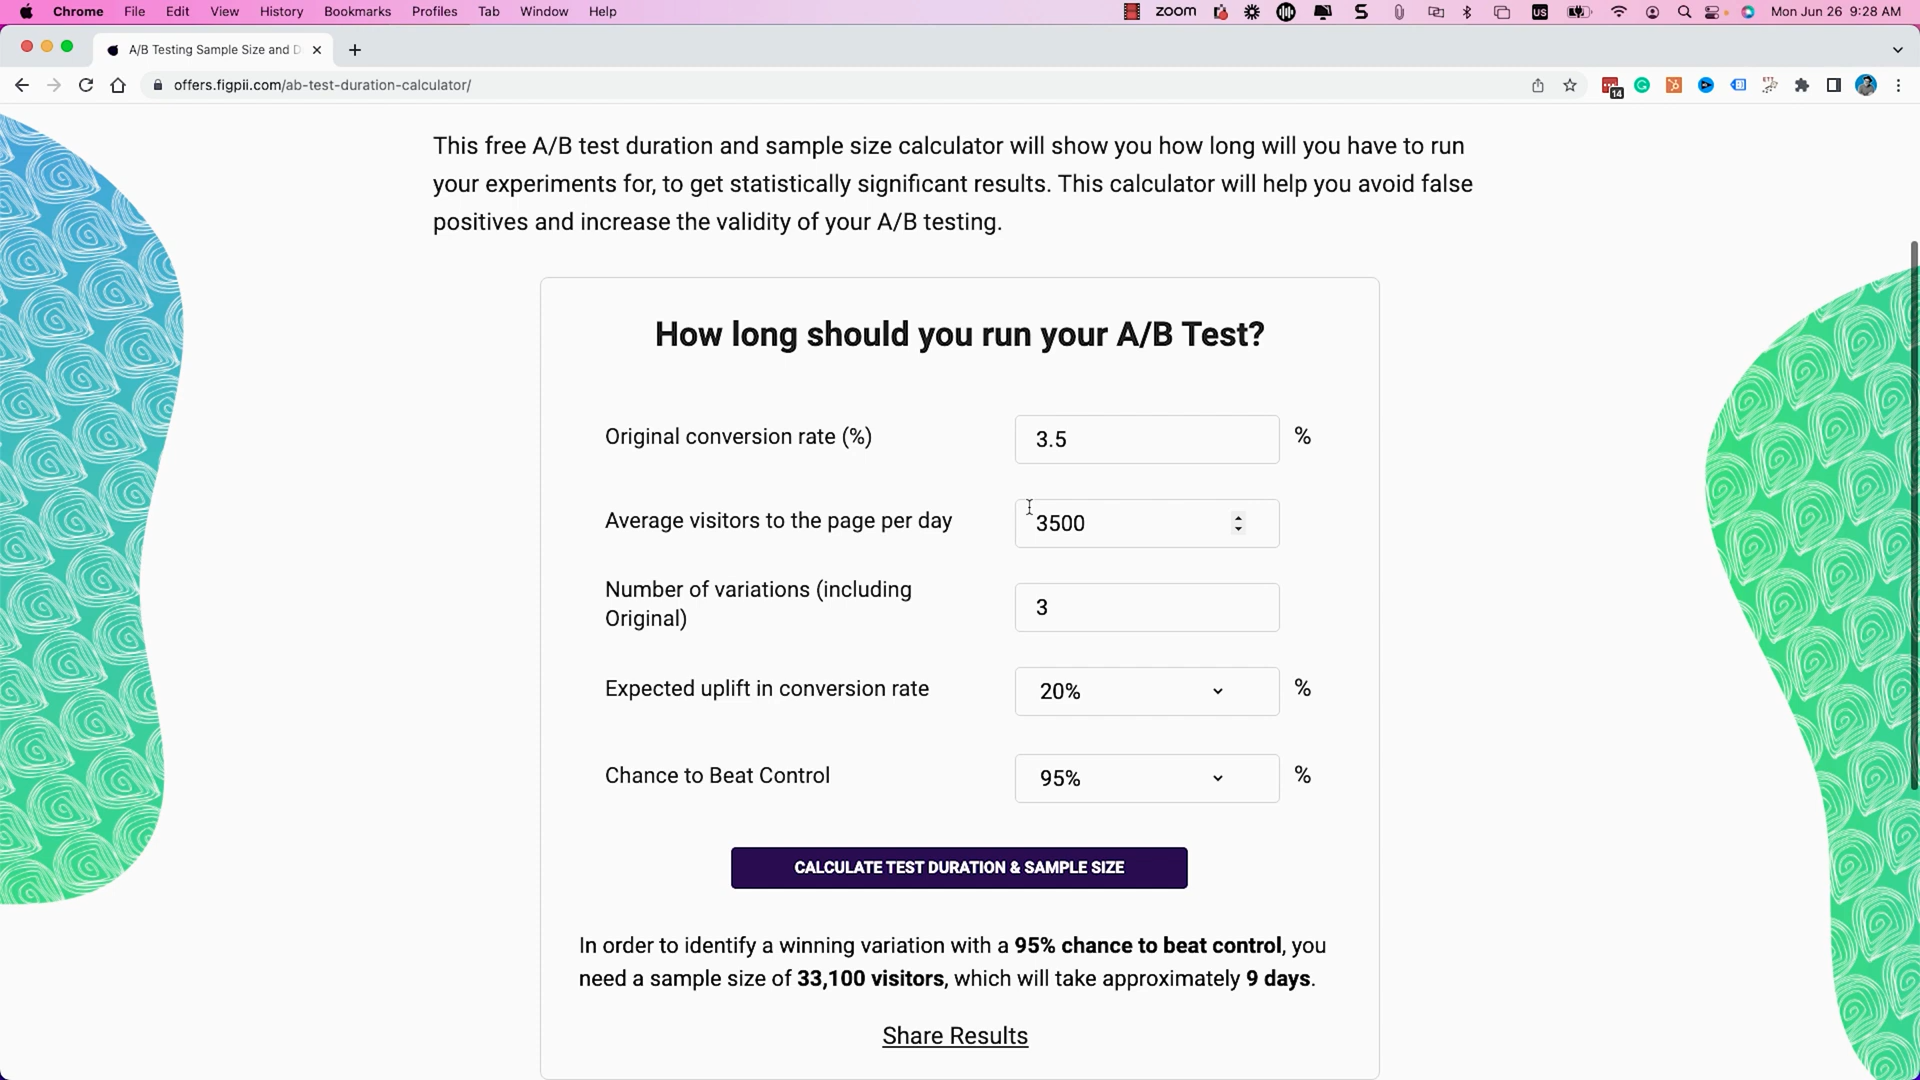 Chrome File Edit View History Bookmarks Profiles Tab Window Help zoom S US Mon Jun 26 9:28 AM
A/B Testing Sample Size and D
offers.figpii.com/ab-test-duration-calculator/ 14
This free A/B test duration and sample size calculator will show you how long will you have to run
your experiments for, to get statistically significant results. This calculator will help you avoid false
positives and increase the validity of your A/B testing.
How long should you run your A/B Test?
Original conversion rate (%) 3.5 %
Average visitors to the page per day 3500
Number of variations (including
Original) 3
Expected uplift in conversion rate 20% %
Chance to Beat Control 95% %
CALCULATE TEST DURATION & SAMPLE SIZE
In order to identify a winning variation with a 95% chance to beat control, you
need a sample size of 33,100 visitors, which will take approximately 9 days.
Share Results